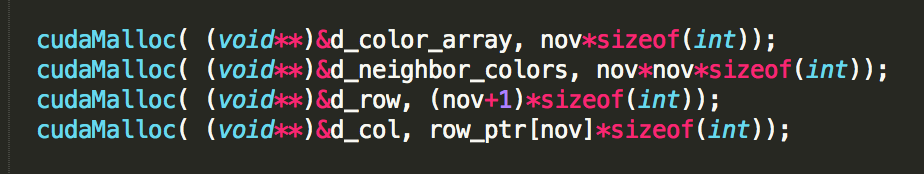 cudaMalloc( (void**)&d_color_array, nov*sizeof(int));
cudaMalloc( (void**)&d_neighbor_colors, nov*nov*sizeof(int));
cudaMalloc( (void**)&d_row, (nov+1)*sizeof(int));
cudaMalloc( (void**)&d_col, row_ptr[nov]*sizeof(int));